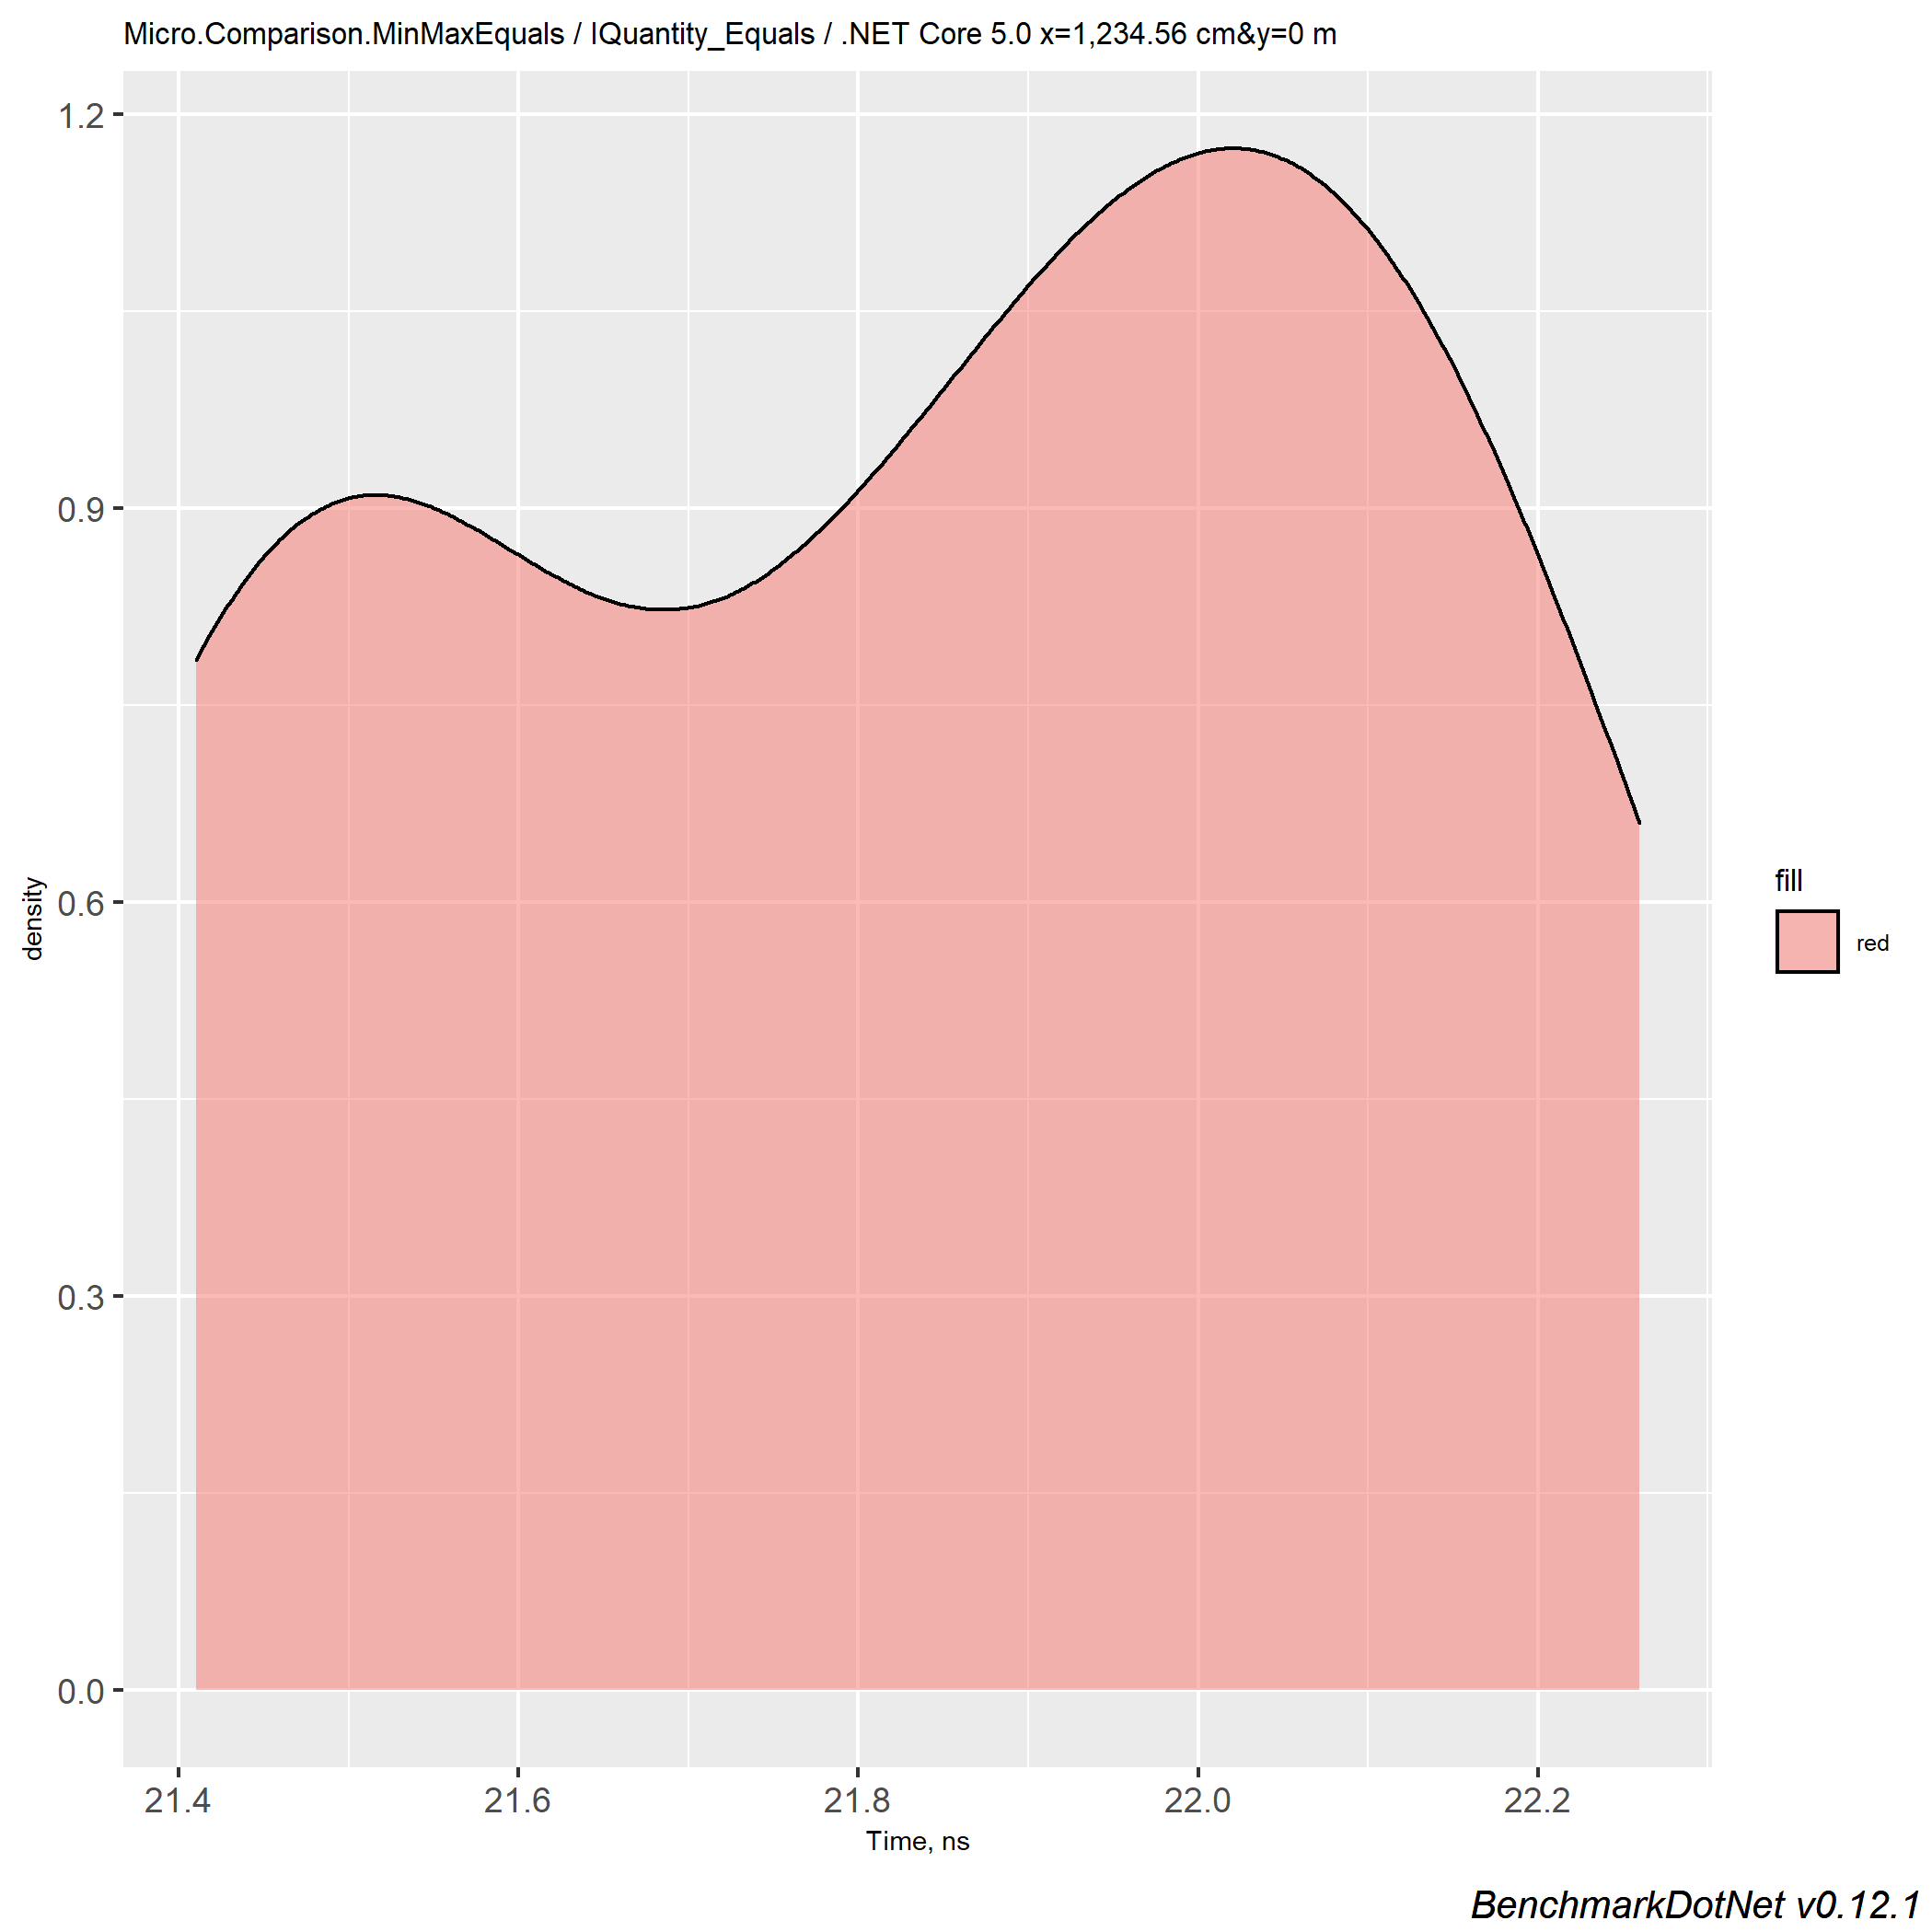 Micro.Comparison.MinMaxEquals / IQuantity_Equals / .NET Core 5.0 x=1,234.56 cm&y=0 m
1.2
0.9
0.6
0.3
0.0
density
21.4 21.6 21.8 22.0 22.2
Time, ns
fill
red
BenchmarkDotNet v0.12.1